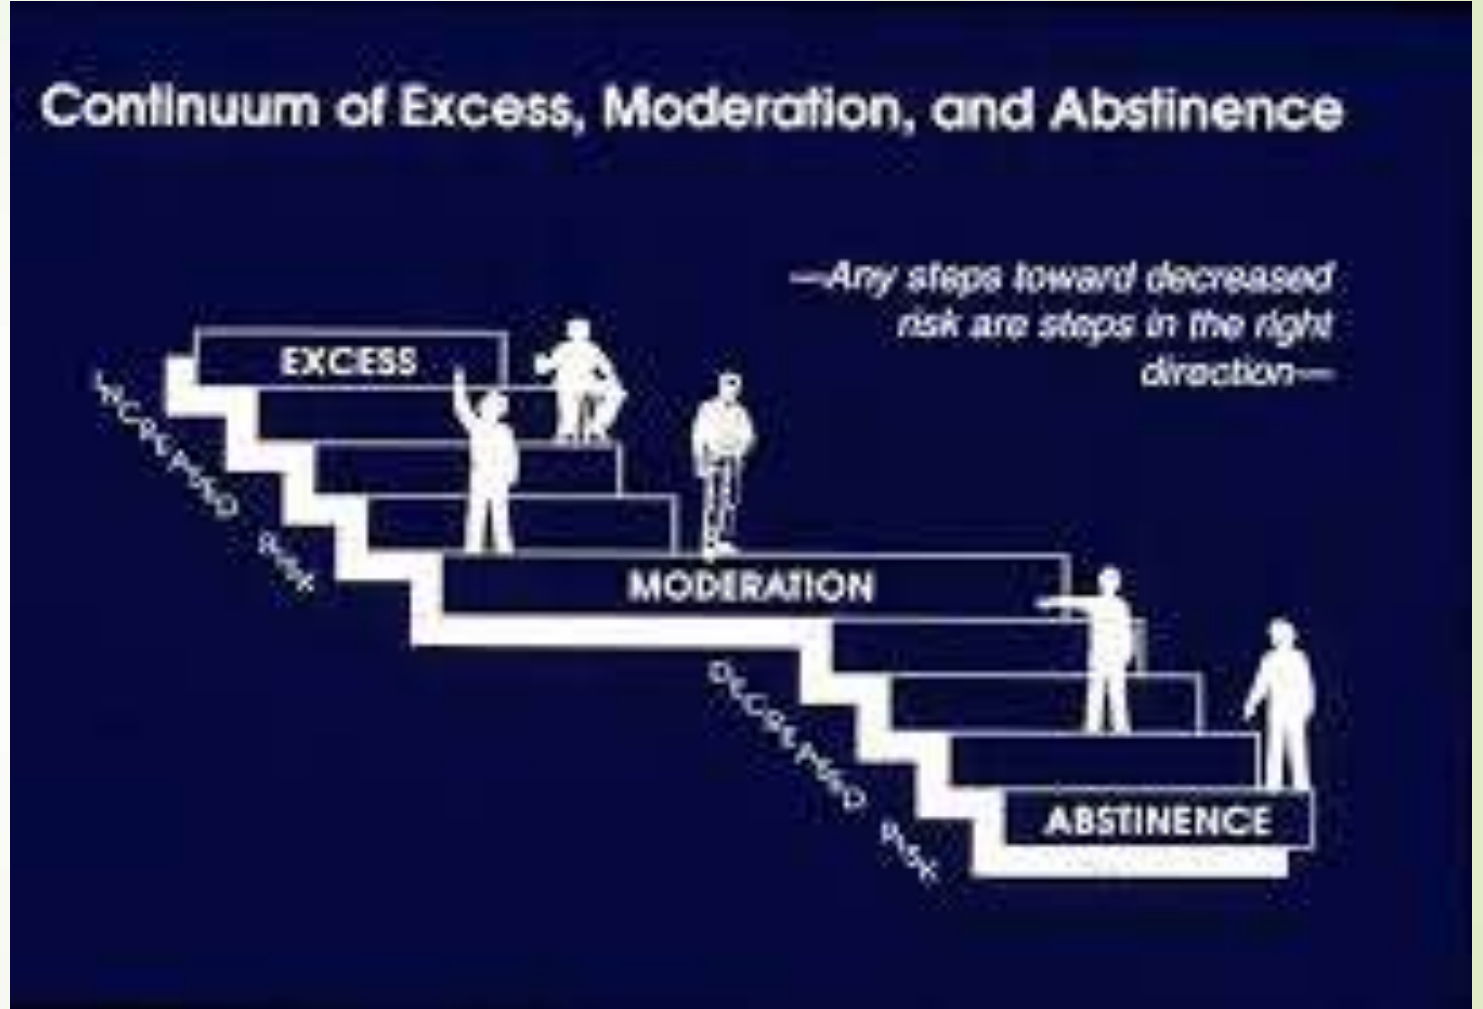 Continuum of Excess, Moderation, and Abstinence
—Any steps toward decreased
risk are steps in the right
direction—
EXCESS
INCREASED RISK
MODERATION
DECREASED RISK
ABSTINENCE